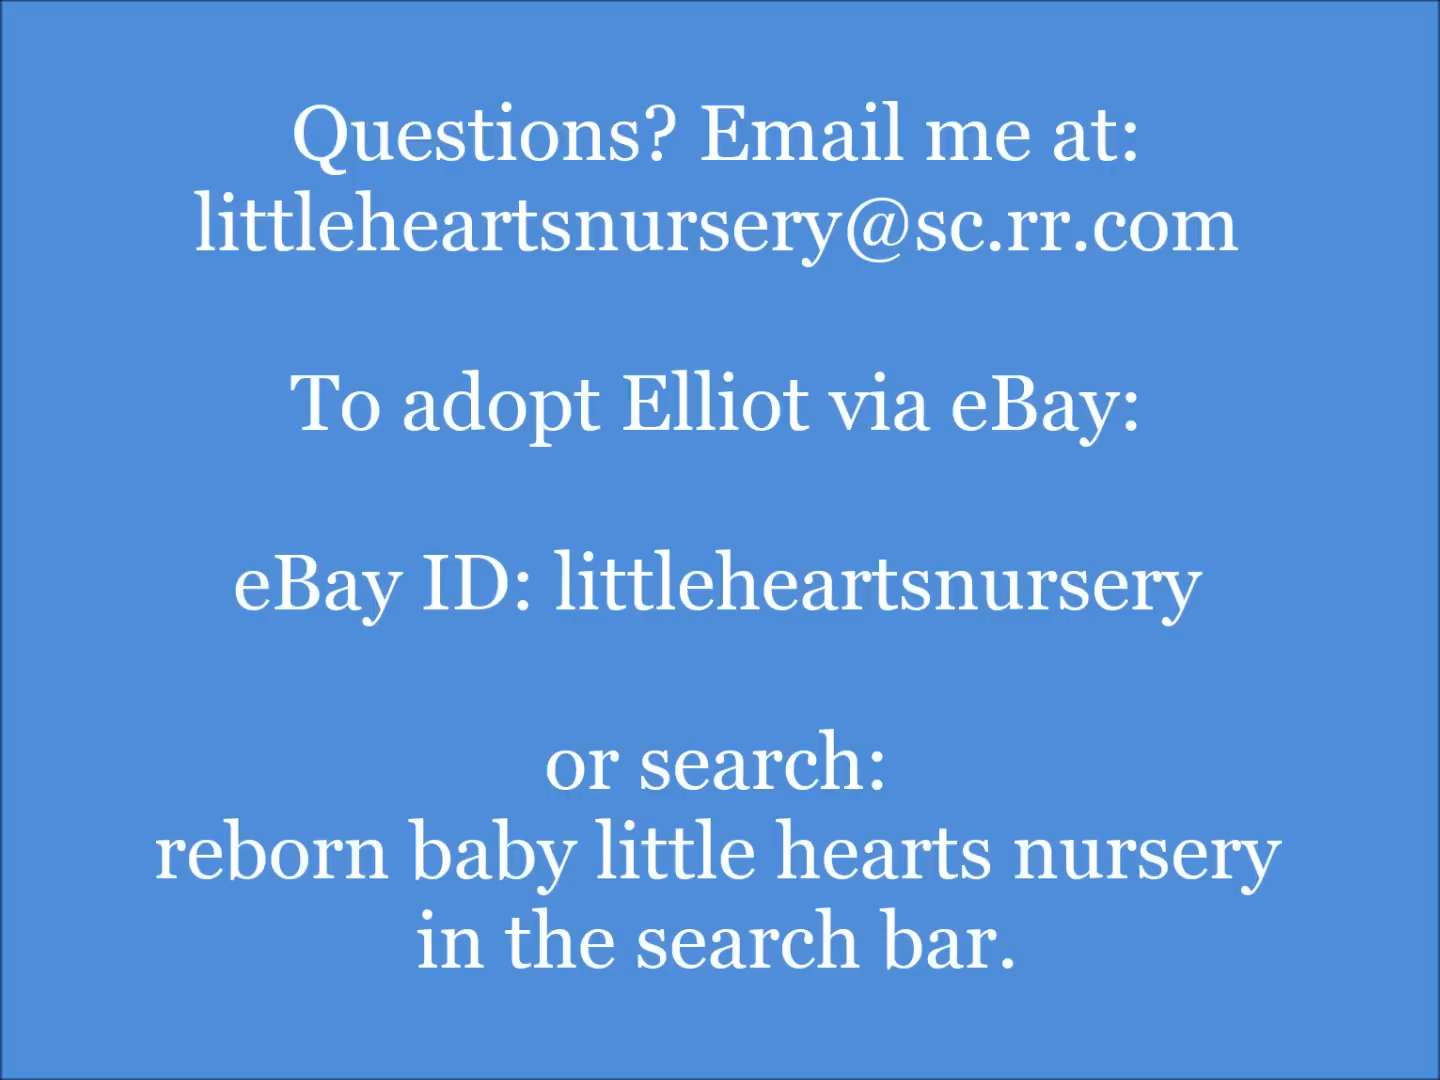 Questions? Email me at:
littleheartsnursery@sc.rr.com
To adopt Elliot via eBay:
eBay ID: littleheartsnursery
or search:
reborn baby little hearts nursery
in the search bar.